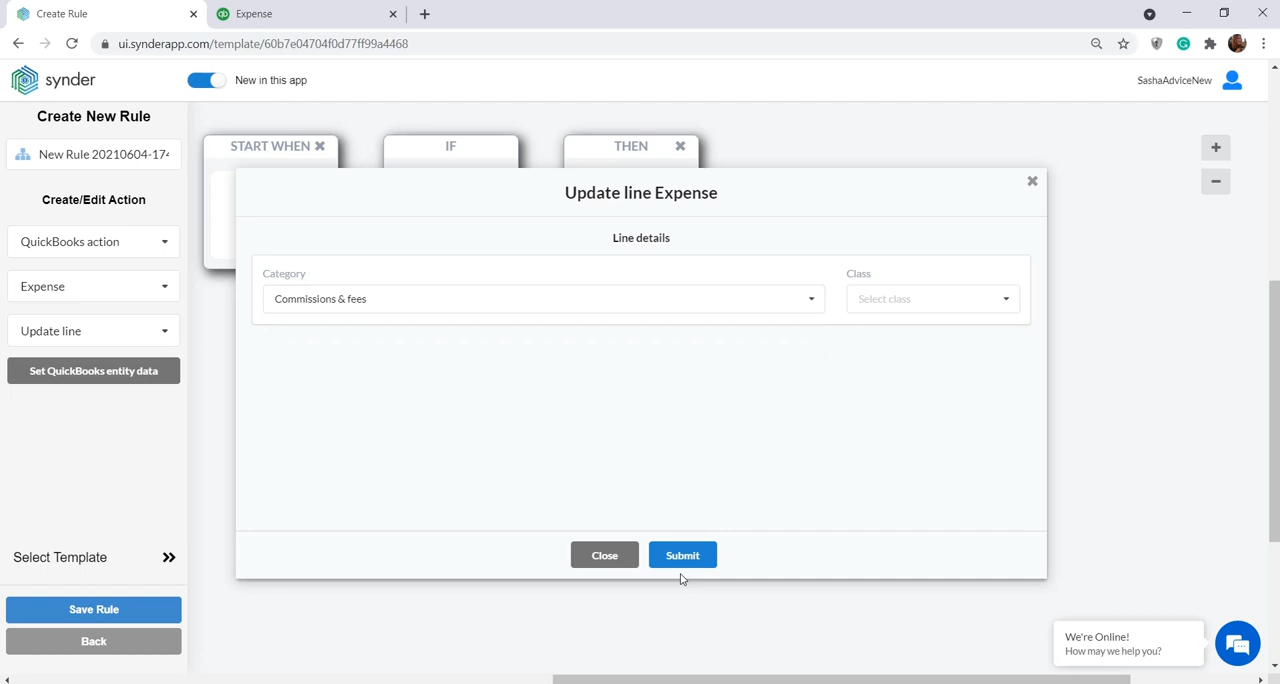 Create Rule
Expense
ui.synderapp.com/template/60b7e04704f0d77ff99a4468
synder
New in this app
SashaAdviceNew
Create New Rule
New Rule 20210604-174
Create/Edit Action
QuickBooks action
Expense
Update line
Set QuickBooks entity data
Select Template
Save Rule
Back
START WHEN
IF
THEN
Update line Expense
Line details
Category
Class
Commissions & fees
Select class
Close
Submit
We're Online!
How may we help you?